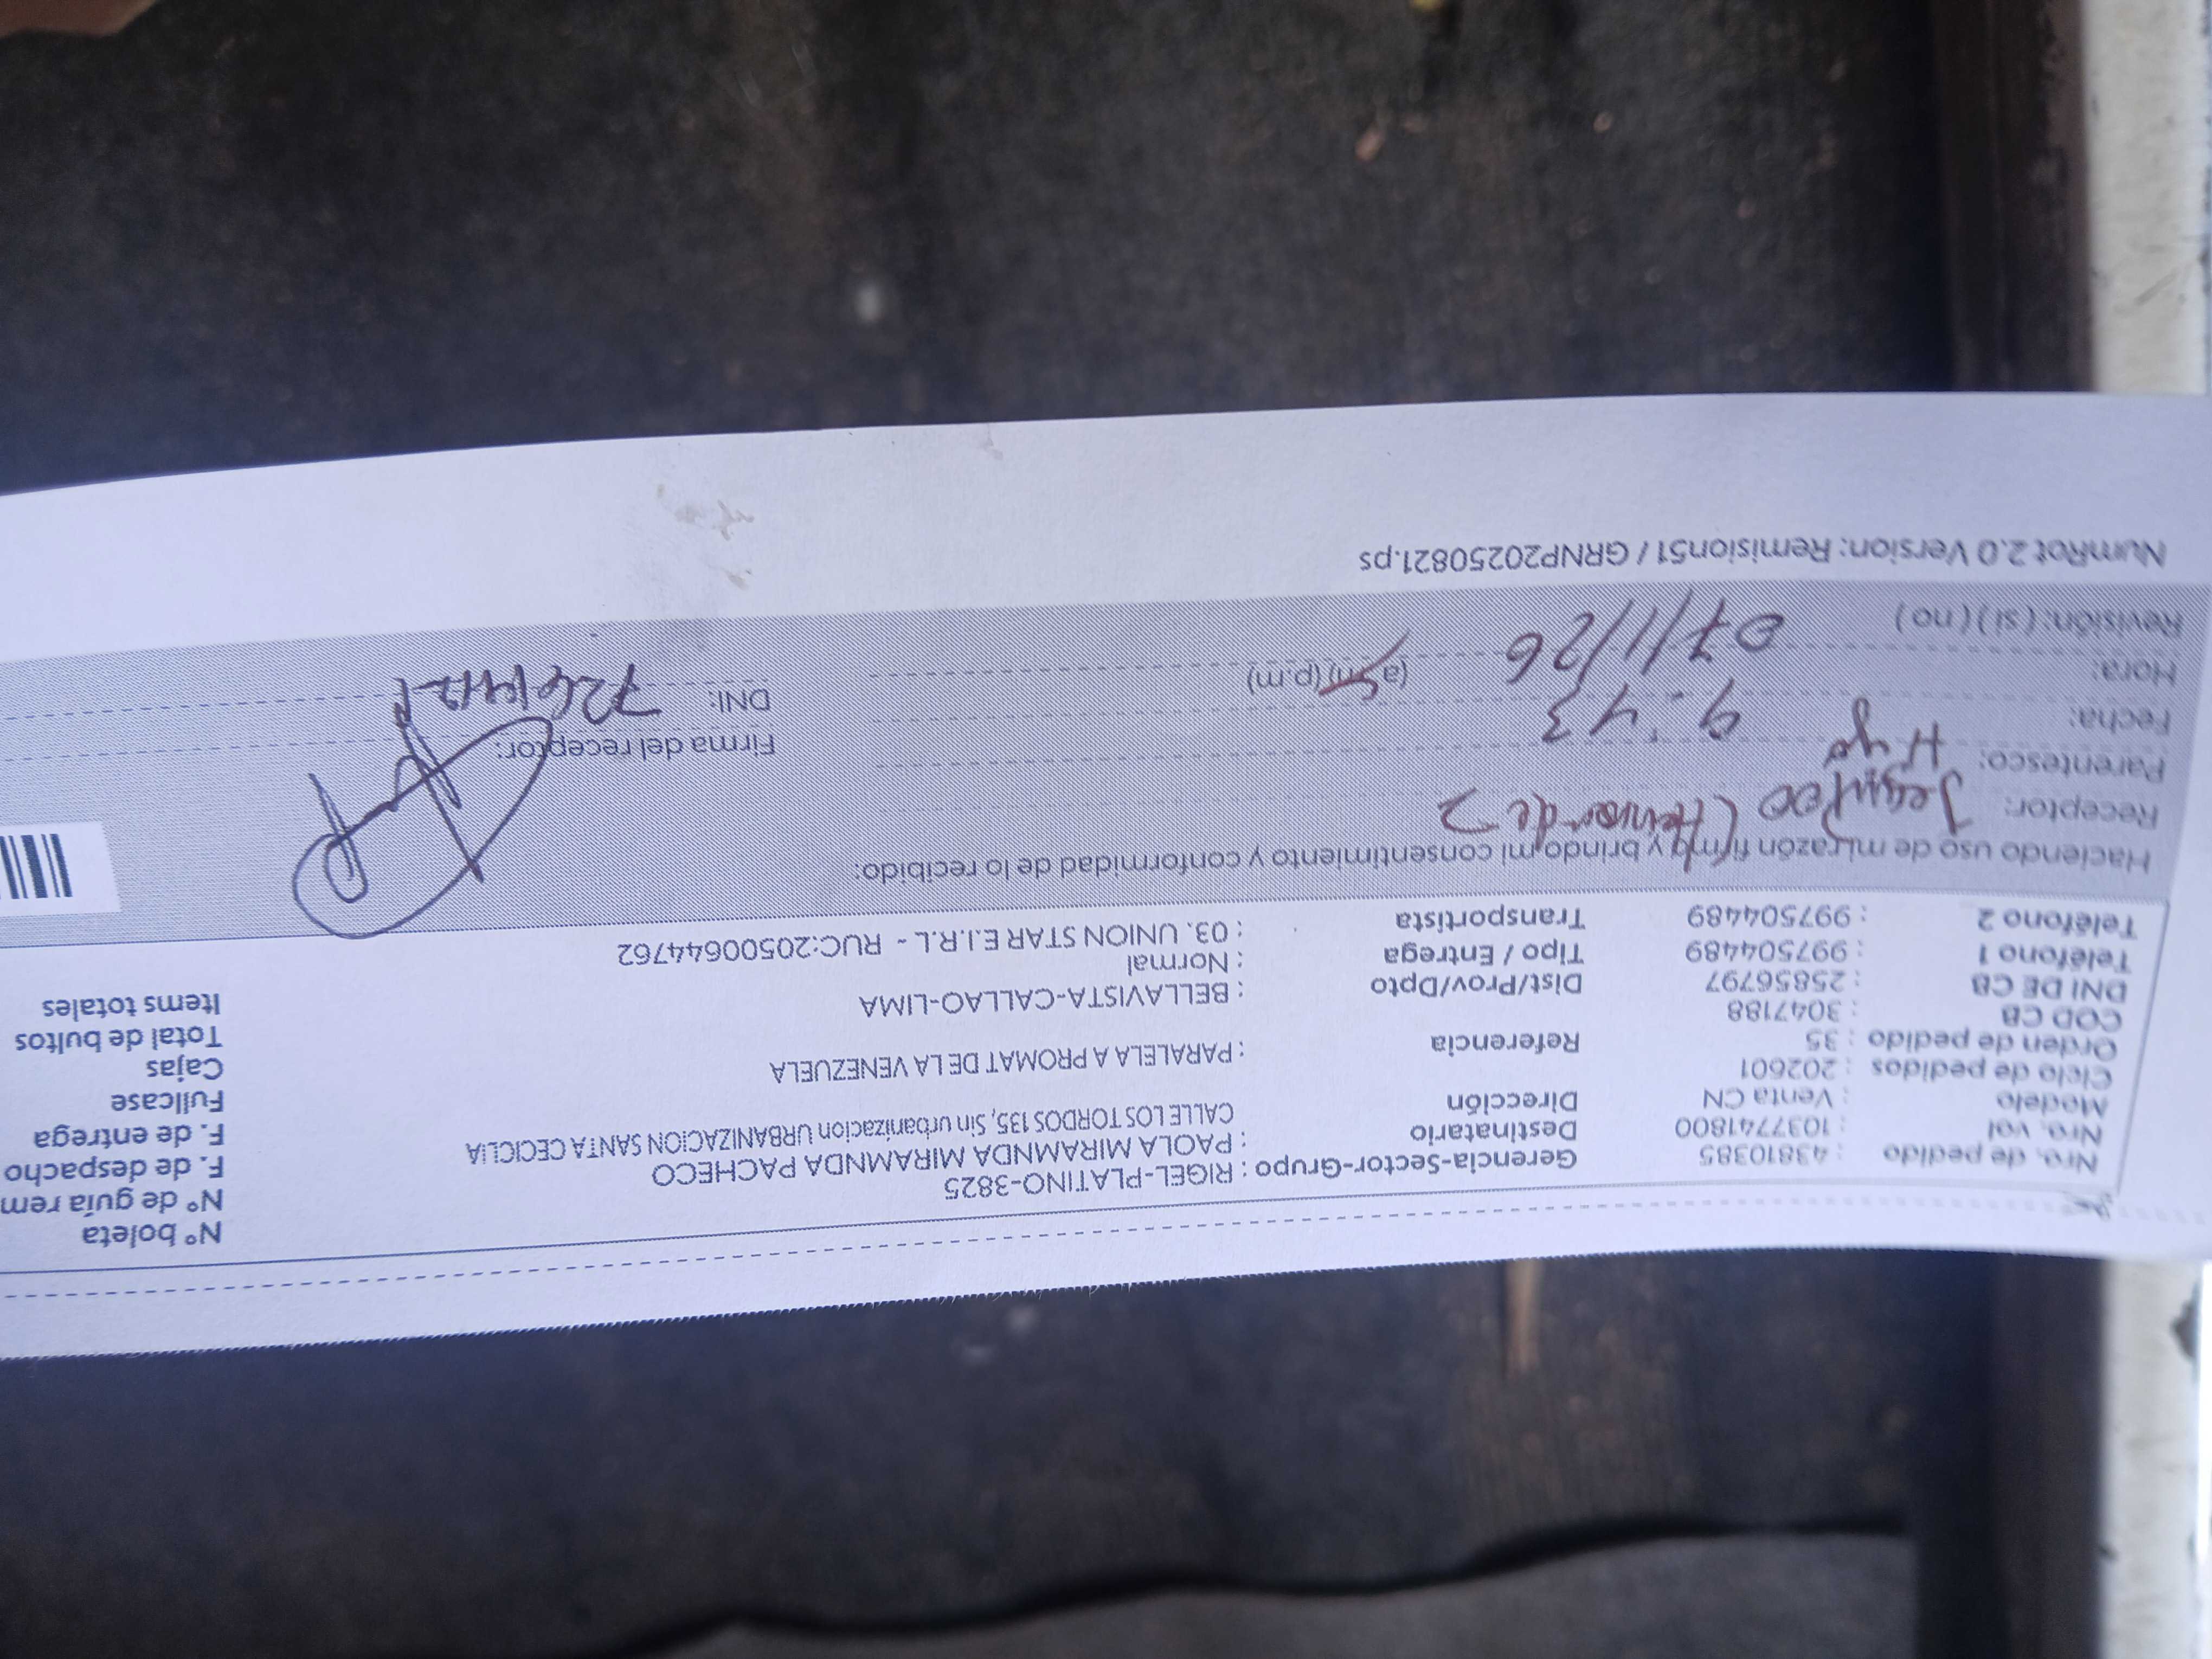 Nº boleta
Nro. de pedido : 43810385 Gerencia-Sector-Grupo : RIGEL-PLATINO-3825 Nº de guía rem
Nro. vol : 1037741800 Destinatario : PAOLA MIRAMNDA MIRAMNDA PACHECO F. de despacho
Modelo : Venta CN Dirección CALLE LOS TORDOS 135, Sin urbanizacion URBANIZACION SANTA CECICLIA F. de entrega
Ciclo de pedidos : 202601 Fullcase
Orden de pedido : 35 Referencia : PARALELA A PROMAT DE LA VENEZUELA Cajas
COD CB : 3047188 Total de bultos
DNI DE CB : 25856797 Dist/Prov/Dpto : BELLAVISTA-CALLAO-LIMA Items totales
Teléfono 1 : 997504489 Tipo / Entrega : Normal
Teléfono 2 : 997504489 Transportista : 03. UNION STAR E.I.R.L - RUC:20500644762
Haciendo uso de mi razón firma y brindo mi consentimiento y conformidad de lo recibido:
Receptor:
Parentesco: Firma del receptor:
Fecha: 9:43
Hora: 07/1/26 (a.m) (p.m) DNI:
Revisión: ( si ) ( no )
NumRot 2.0 Version: Remision51 / GRNP20250821.ps